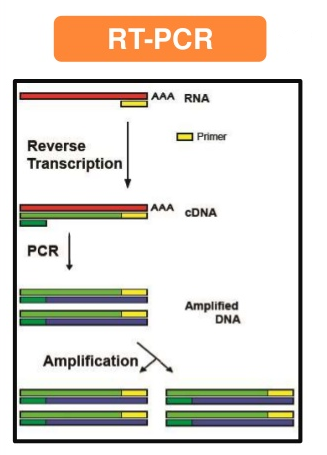 RT-PCR
AAA RNA
Primer
Reverse
Transcription
AAA cDNA
PCR
Amplified
DNA
Amplification